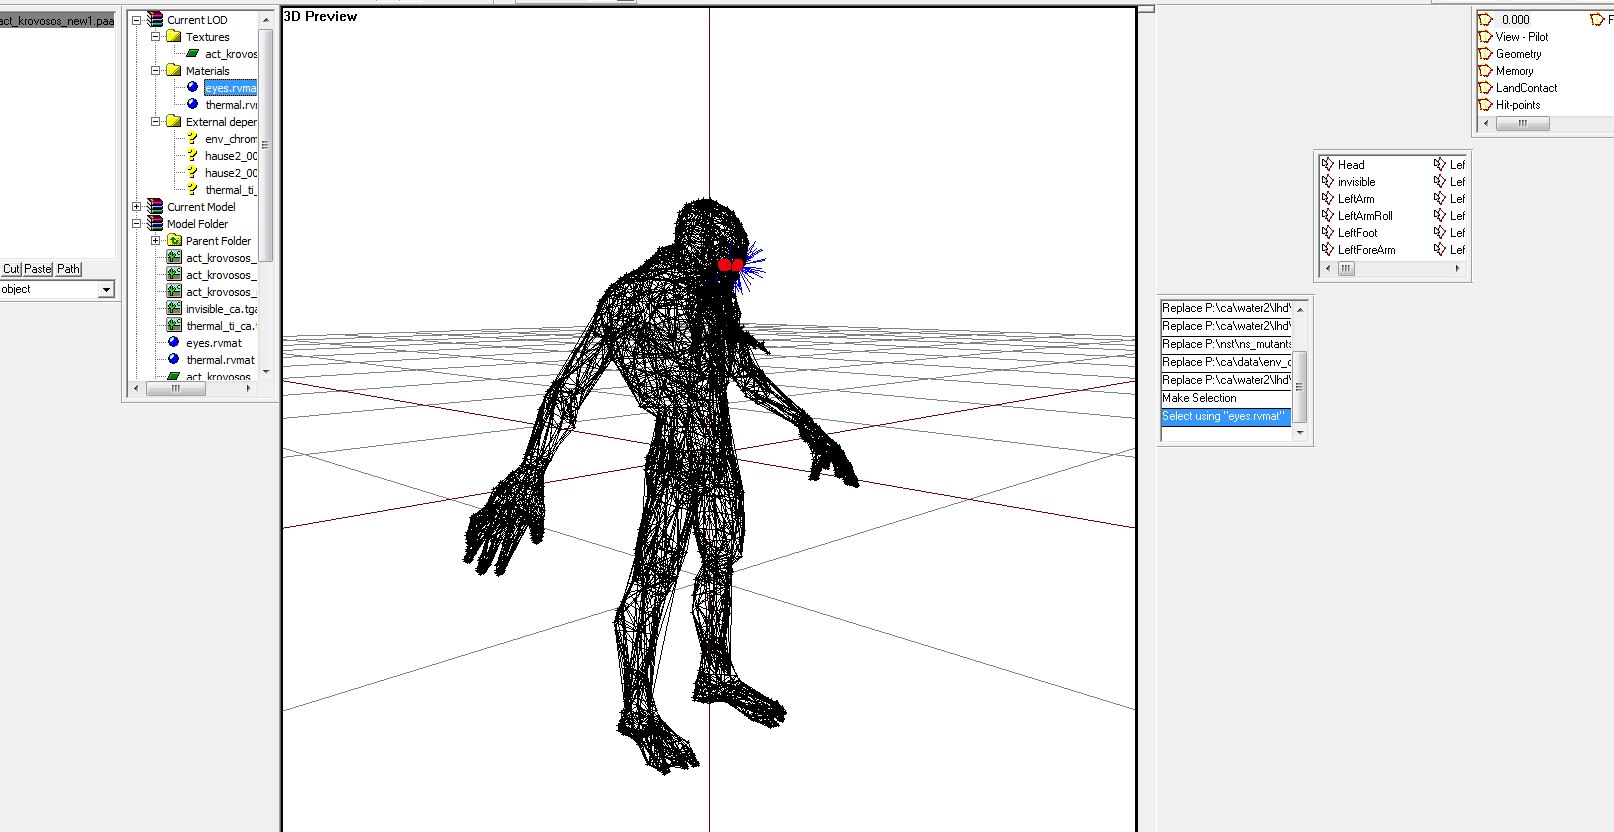 act_krovosos_new1.paa
Cut Paste Path
object
Current LOD
Textures
act_krovos
Materials
eyes.rvma
thermal.rvr
External deper
env_chrom
hause2_00
hause2_00
thermal_ti_
Current Model
Model Folder
Parent Folder
act_krovosos_
act_krovosos_
act_krovosos_
invisible_ca.tga
thermal_ti_ca.
eyes.rvmat
thermal.rvmat
act_krovosos
3D Preview
0.000 F
View - Pilot
Geometry
Memory
LandContact
Hit-points
Head Lef
invisible Lef
LeftArm Lef
LeftArmRoll Lef
LeftFoot Lef
LeftForeArm Lef
Replace P:\ca\water2\lhd\
Replace P:\ca\water2\lhd\
Replace P:\nst\ns_mutants
Replace P:\ca\data\env_c
Replace P:\ca\water2\lhd\
Make Selection
Select using "eyes.rvmat"